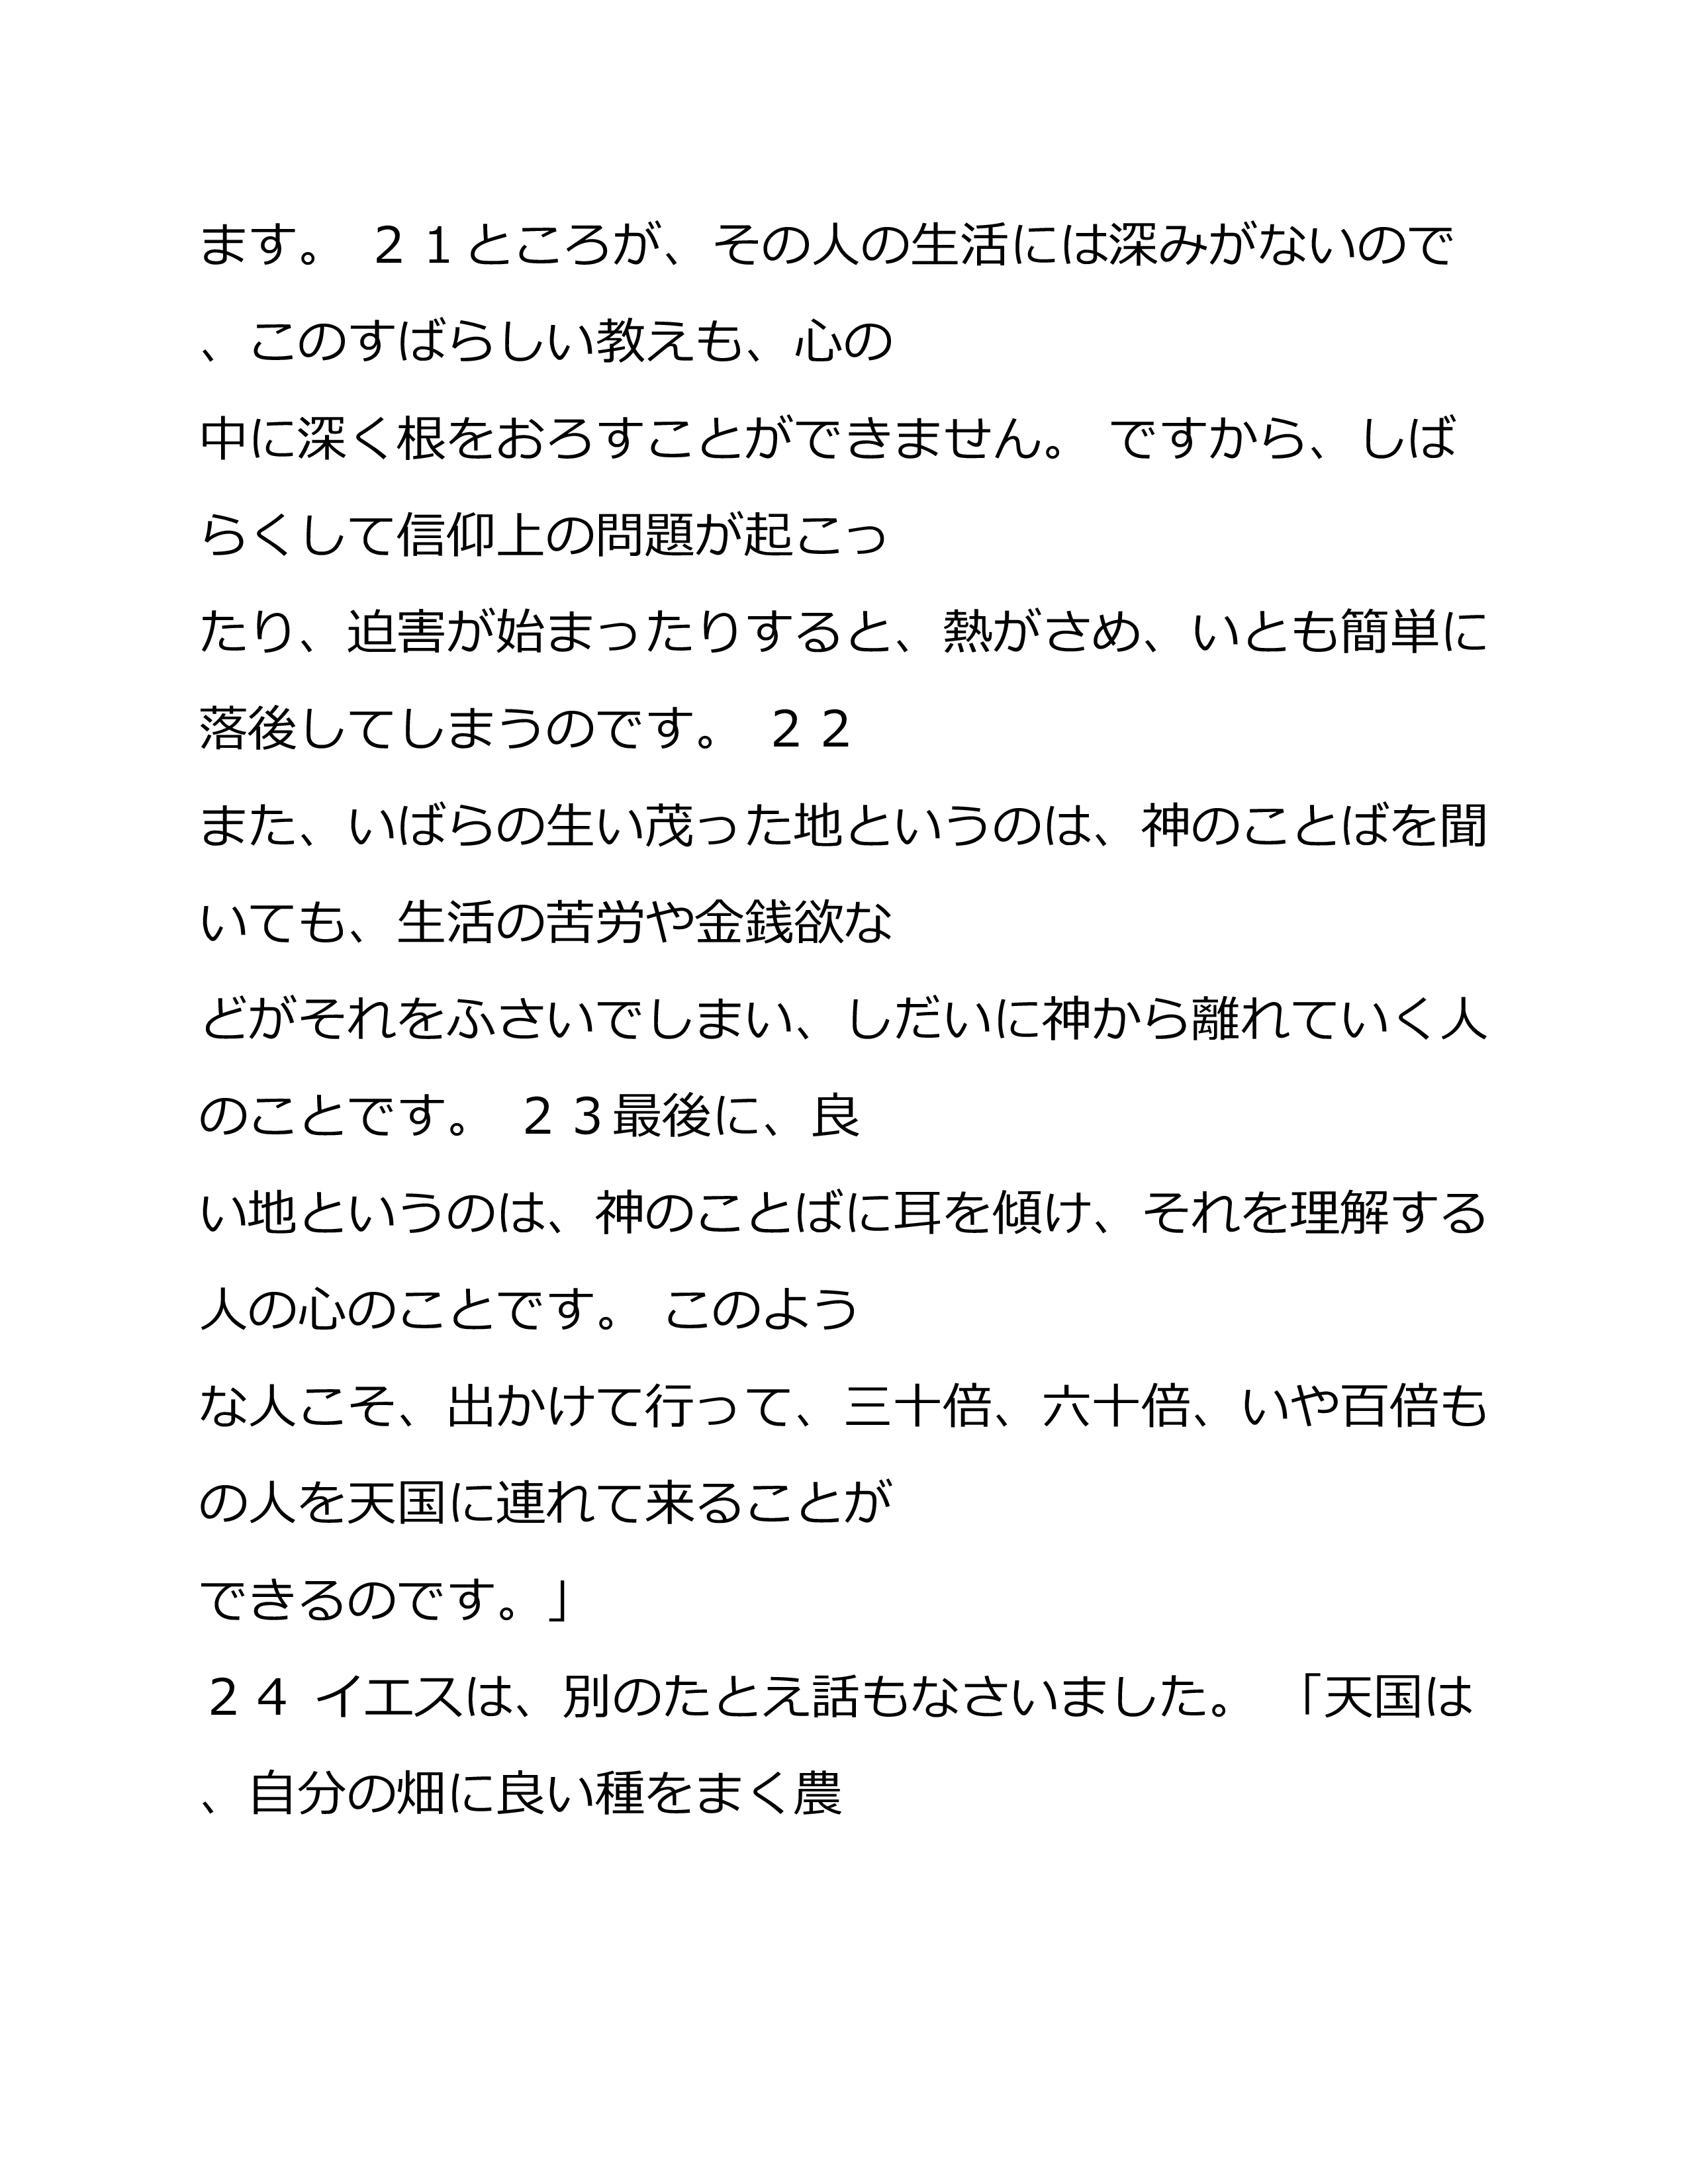 ます。 ２１ところが、その人の生活には深みがないので
、このすばらしい教えも、心の
中に深く根をおろすことができません。 ですから、しば
らくして信仰上の問題が起こっ
たり、迫害が始まったりすると、熱がさめ、いとも簡単に
落後してしまうのです。 ２２
また、いばらの生い茂った地というのは、神のことばを聞
いても、生活の苦労や金銭欲な
どがそれをふさいでしまい、しだいに神から離れていく人
のことです。 ２３最後に、良
い地というのは、神のことばに耳を傾け、それを理解する
人の心のことです。 このよう
な人こそ、出かけて行って、三十倍、六十倍、いや百倍も
の人を天国に連れて来ることが
できるのです。」
２４ イエスは、別のたとえ話もなさいました。 「天国は
、自分の畑に良い種をまく農